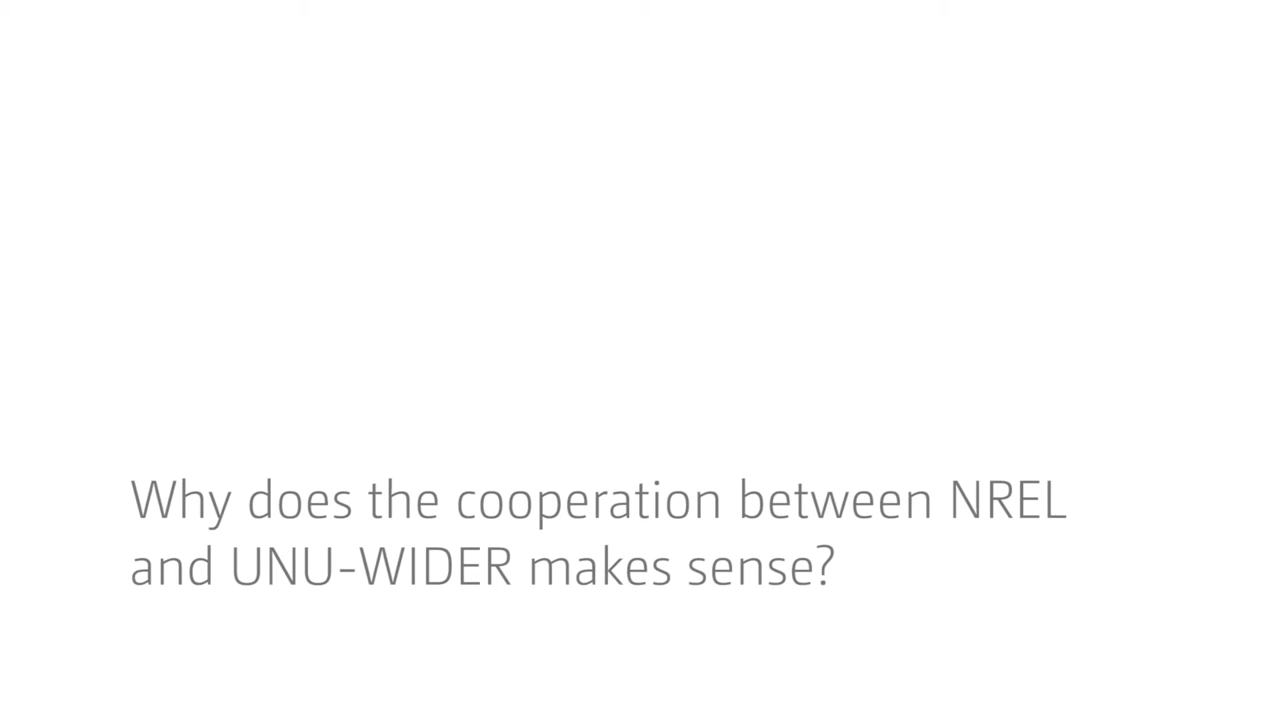 Why does the cooperation between NREL
and UNU-WIDER makes sense?